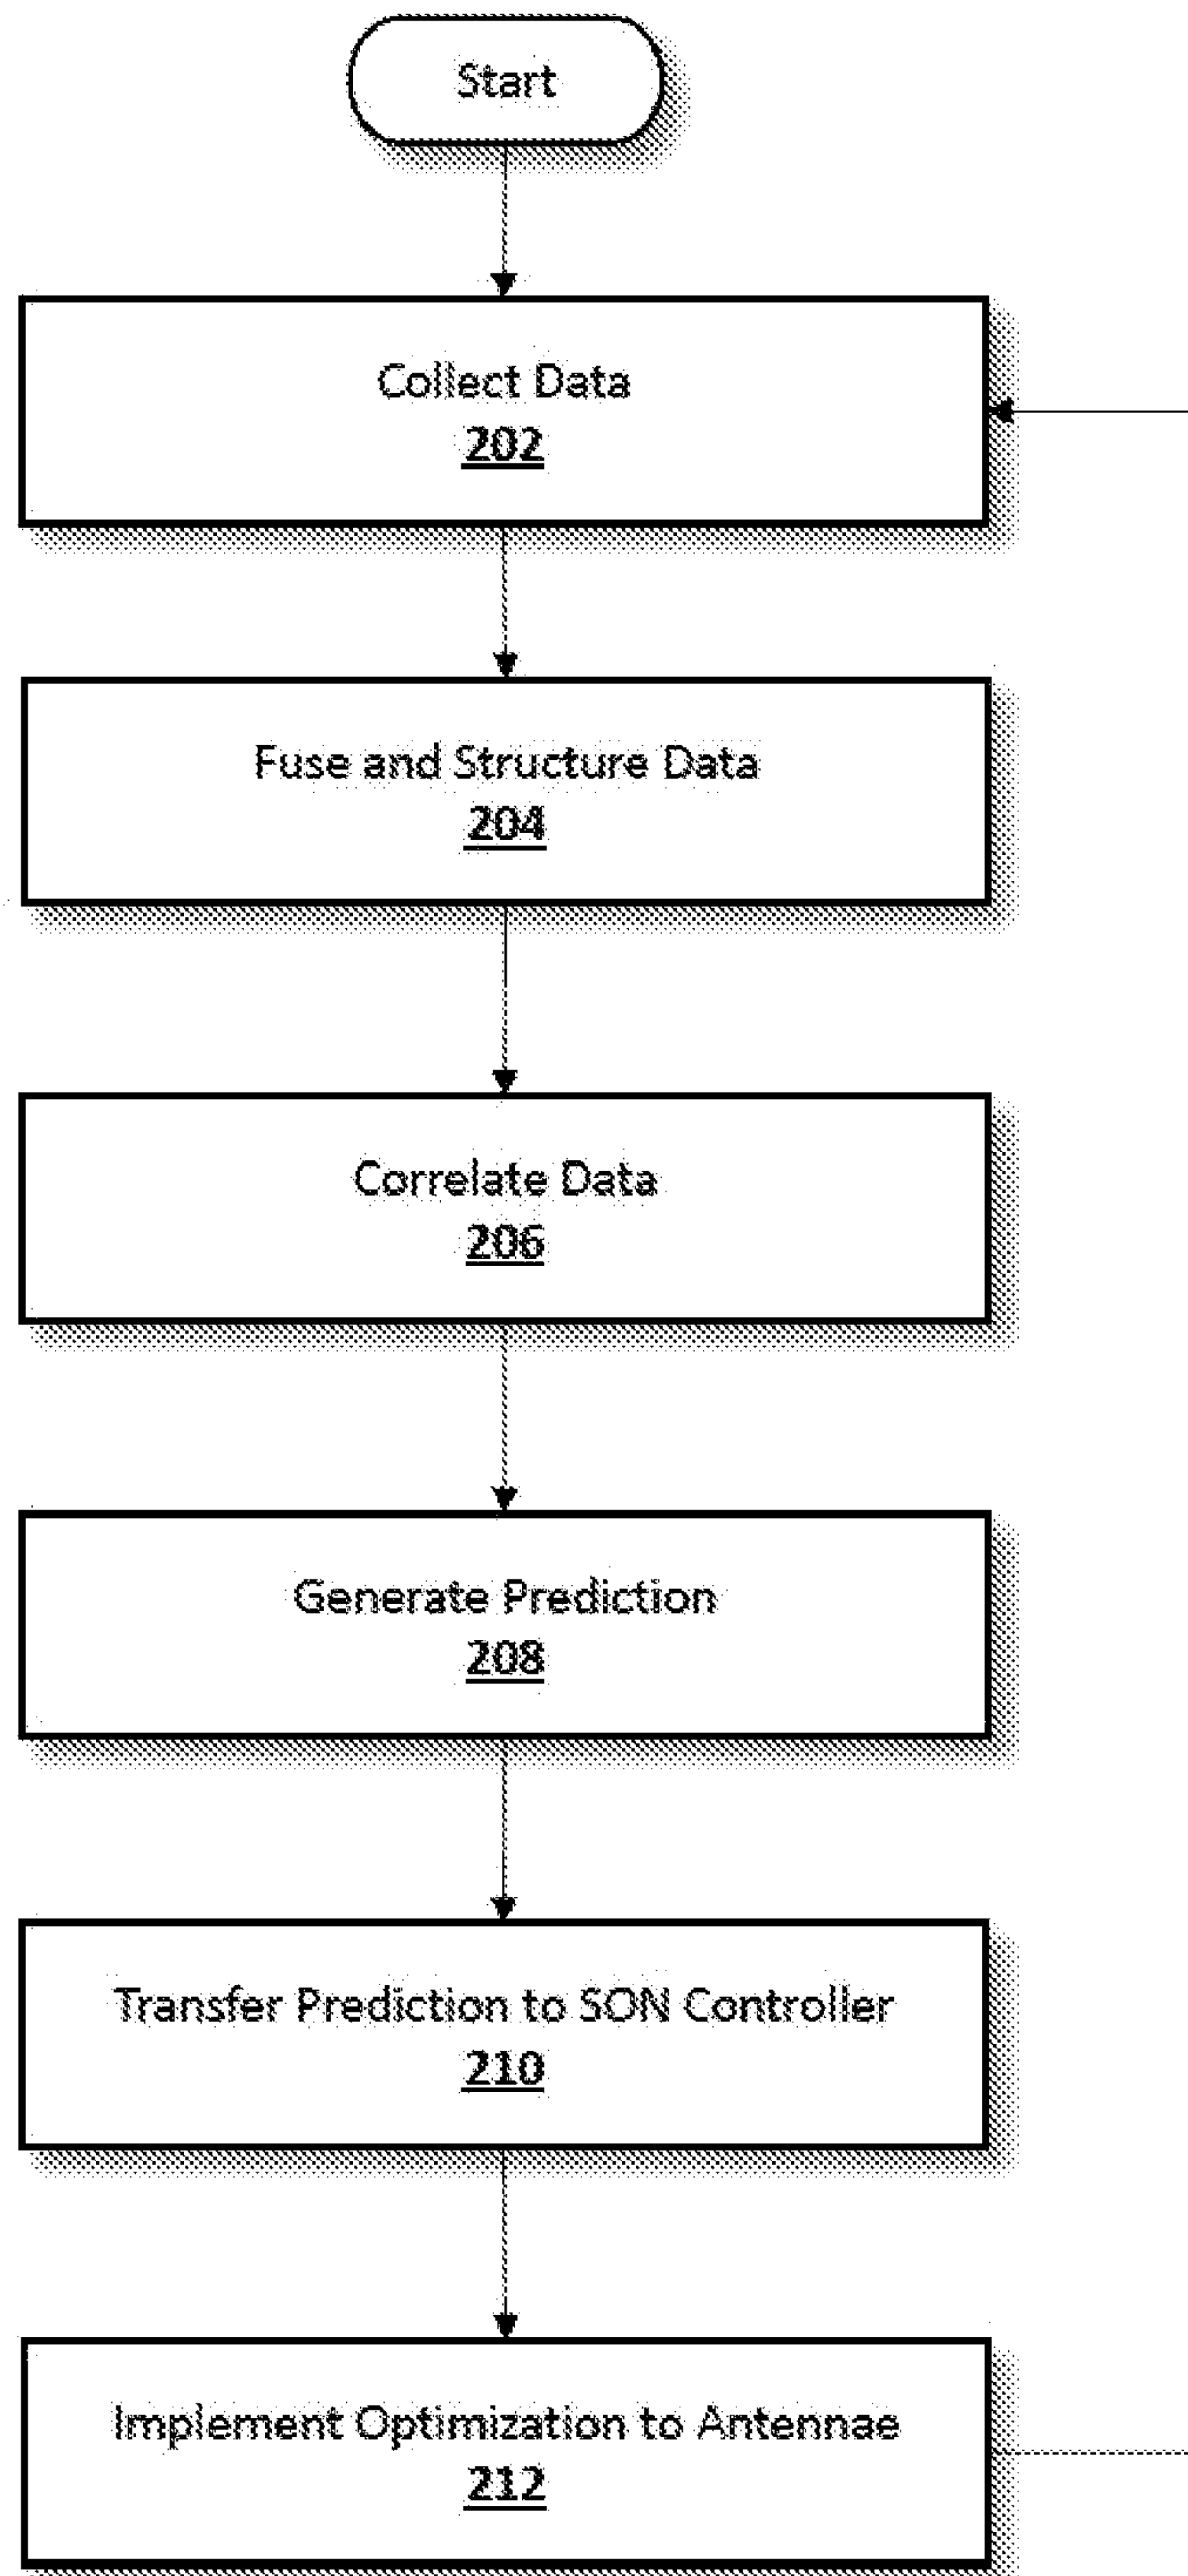 Start
Collect Data
202
Fuse and Structure Data
204
Correlate Data
206
Generate Prediction
208
Transfer Prediction to SON Controller
210
Implement Optimization to Antennae
212